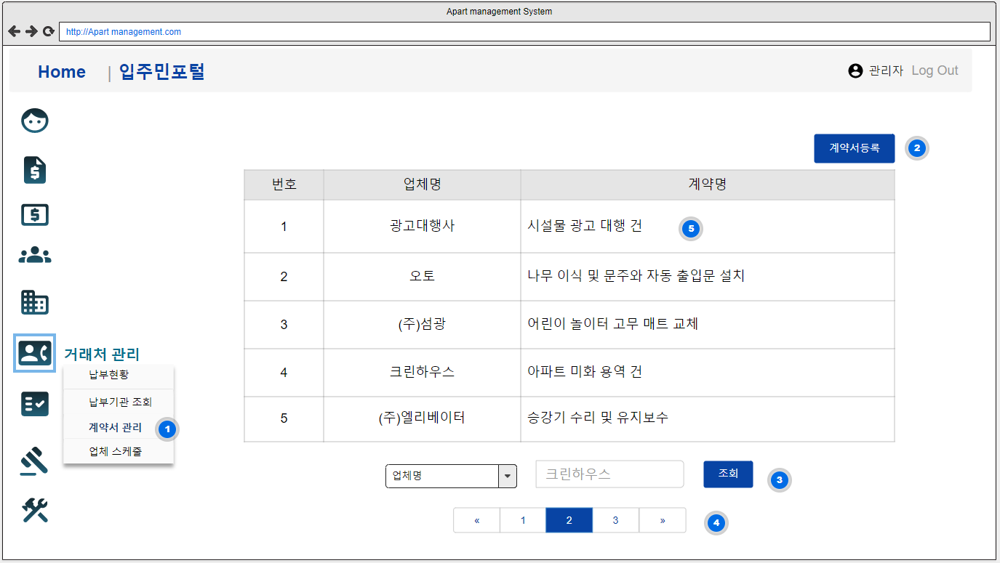 Apart management System
http://Apart management.com
Home | 입주민포털
관리자 Log Out
계약서등록 2
번호 업체명 계약명
1 광고대행사 시설물 광고 대행 건 5
2 오토 나무 이식 및 문주와 자동 출입문 설치
3 (주)섬광 어린이 놀이터 고무 매트 교체
4 크린하우스 아파트 미화 용역 건
5 (주)엘리베이터 승강기 수리 및 유지보수
거래처 관리
납부현황
납부기관 조회
계약서 관리 1
업체 스케줄
업체명 크린하우스 조회 3
« 1 2 3 » 4